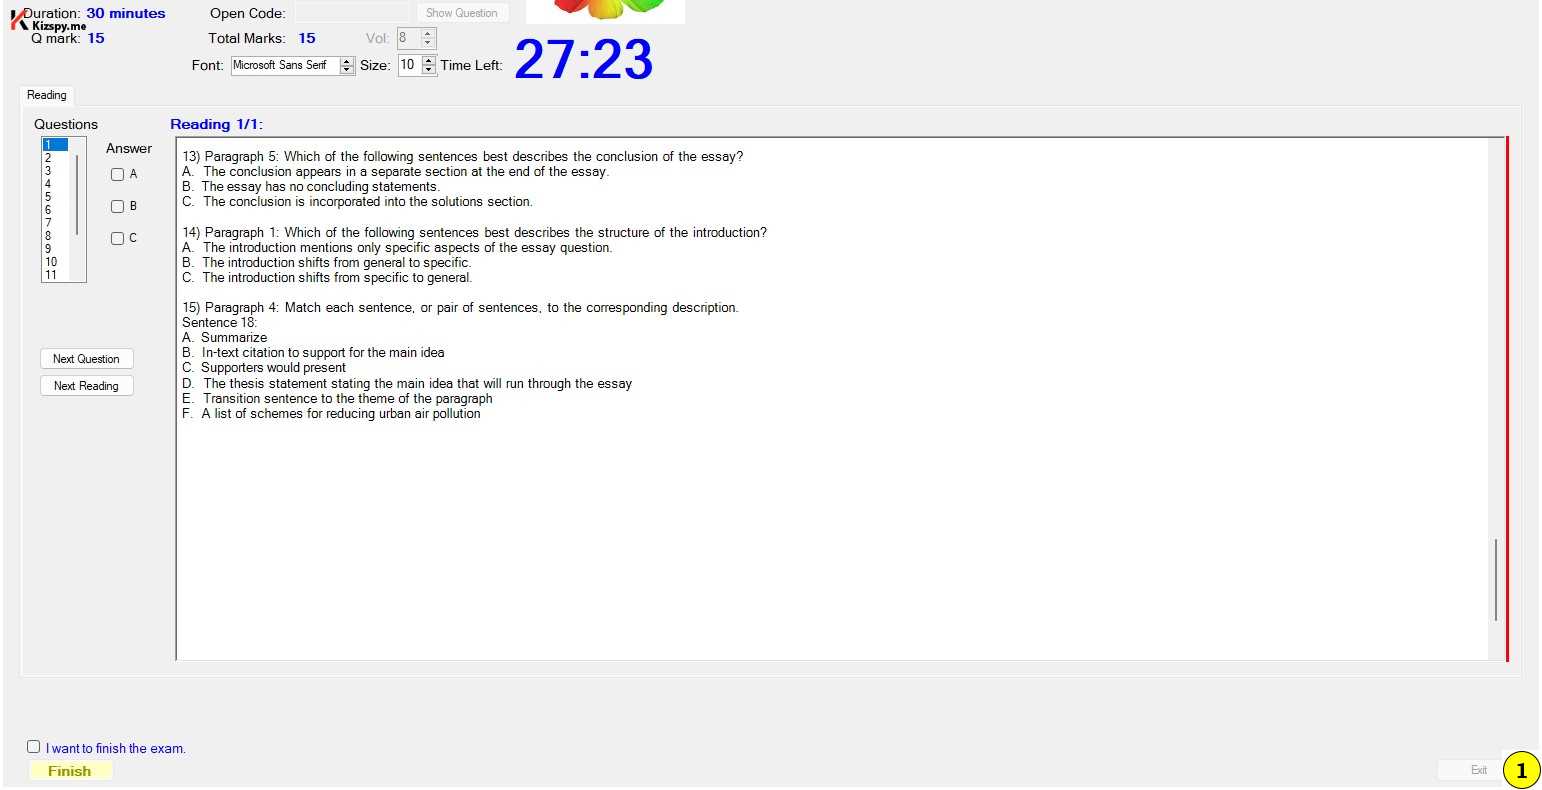 Duration: 30 minutes
Open Code:
Show Question
Kizspy.me
Q mark: 15
Total Marks: 15
Vol: 8
Font: Microsoft Sans Serif
Size: 10
Time Left: 27:23
Reading
Questions
Reading 1/1:
1
2
3
4
5
6
7
8
9
10
11
Answer
A
B
C
Next Question
Next Reading
13) Paragraph 5: Which of the following sentences best describes the conclusion of the essay?
A. The conclusion appears in a separate section at the end of the essay.
B. The essay has no concluding statements.
C. The conclusion is incorporated into the solutions section.
14) Paragraph 1: Which of the following sentences best describes the structure of the introduction?
A. The introduction mentions only specific aspects of the essay question.
B. The introduction shifts from general to specific.
C. The introduction shifts from specific to general.
15) Paragraph 4: Match each sentence, or pair of sentences, to the corresponding description.
Sentence 18:
A. Summarize
B. In-text citation to support for the main idea
C. Supporters would present
D. The thesis statement stating the main idea that will run through the essay
E. Transition sentence to the theme of the paragraph
F. A list of schemes for reducing urban air pollution
I want to finish the exam.
Finish
Exit
1